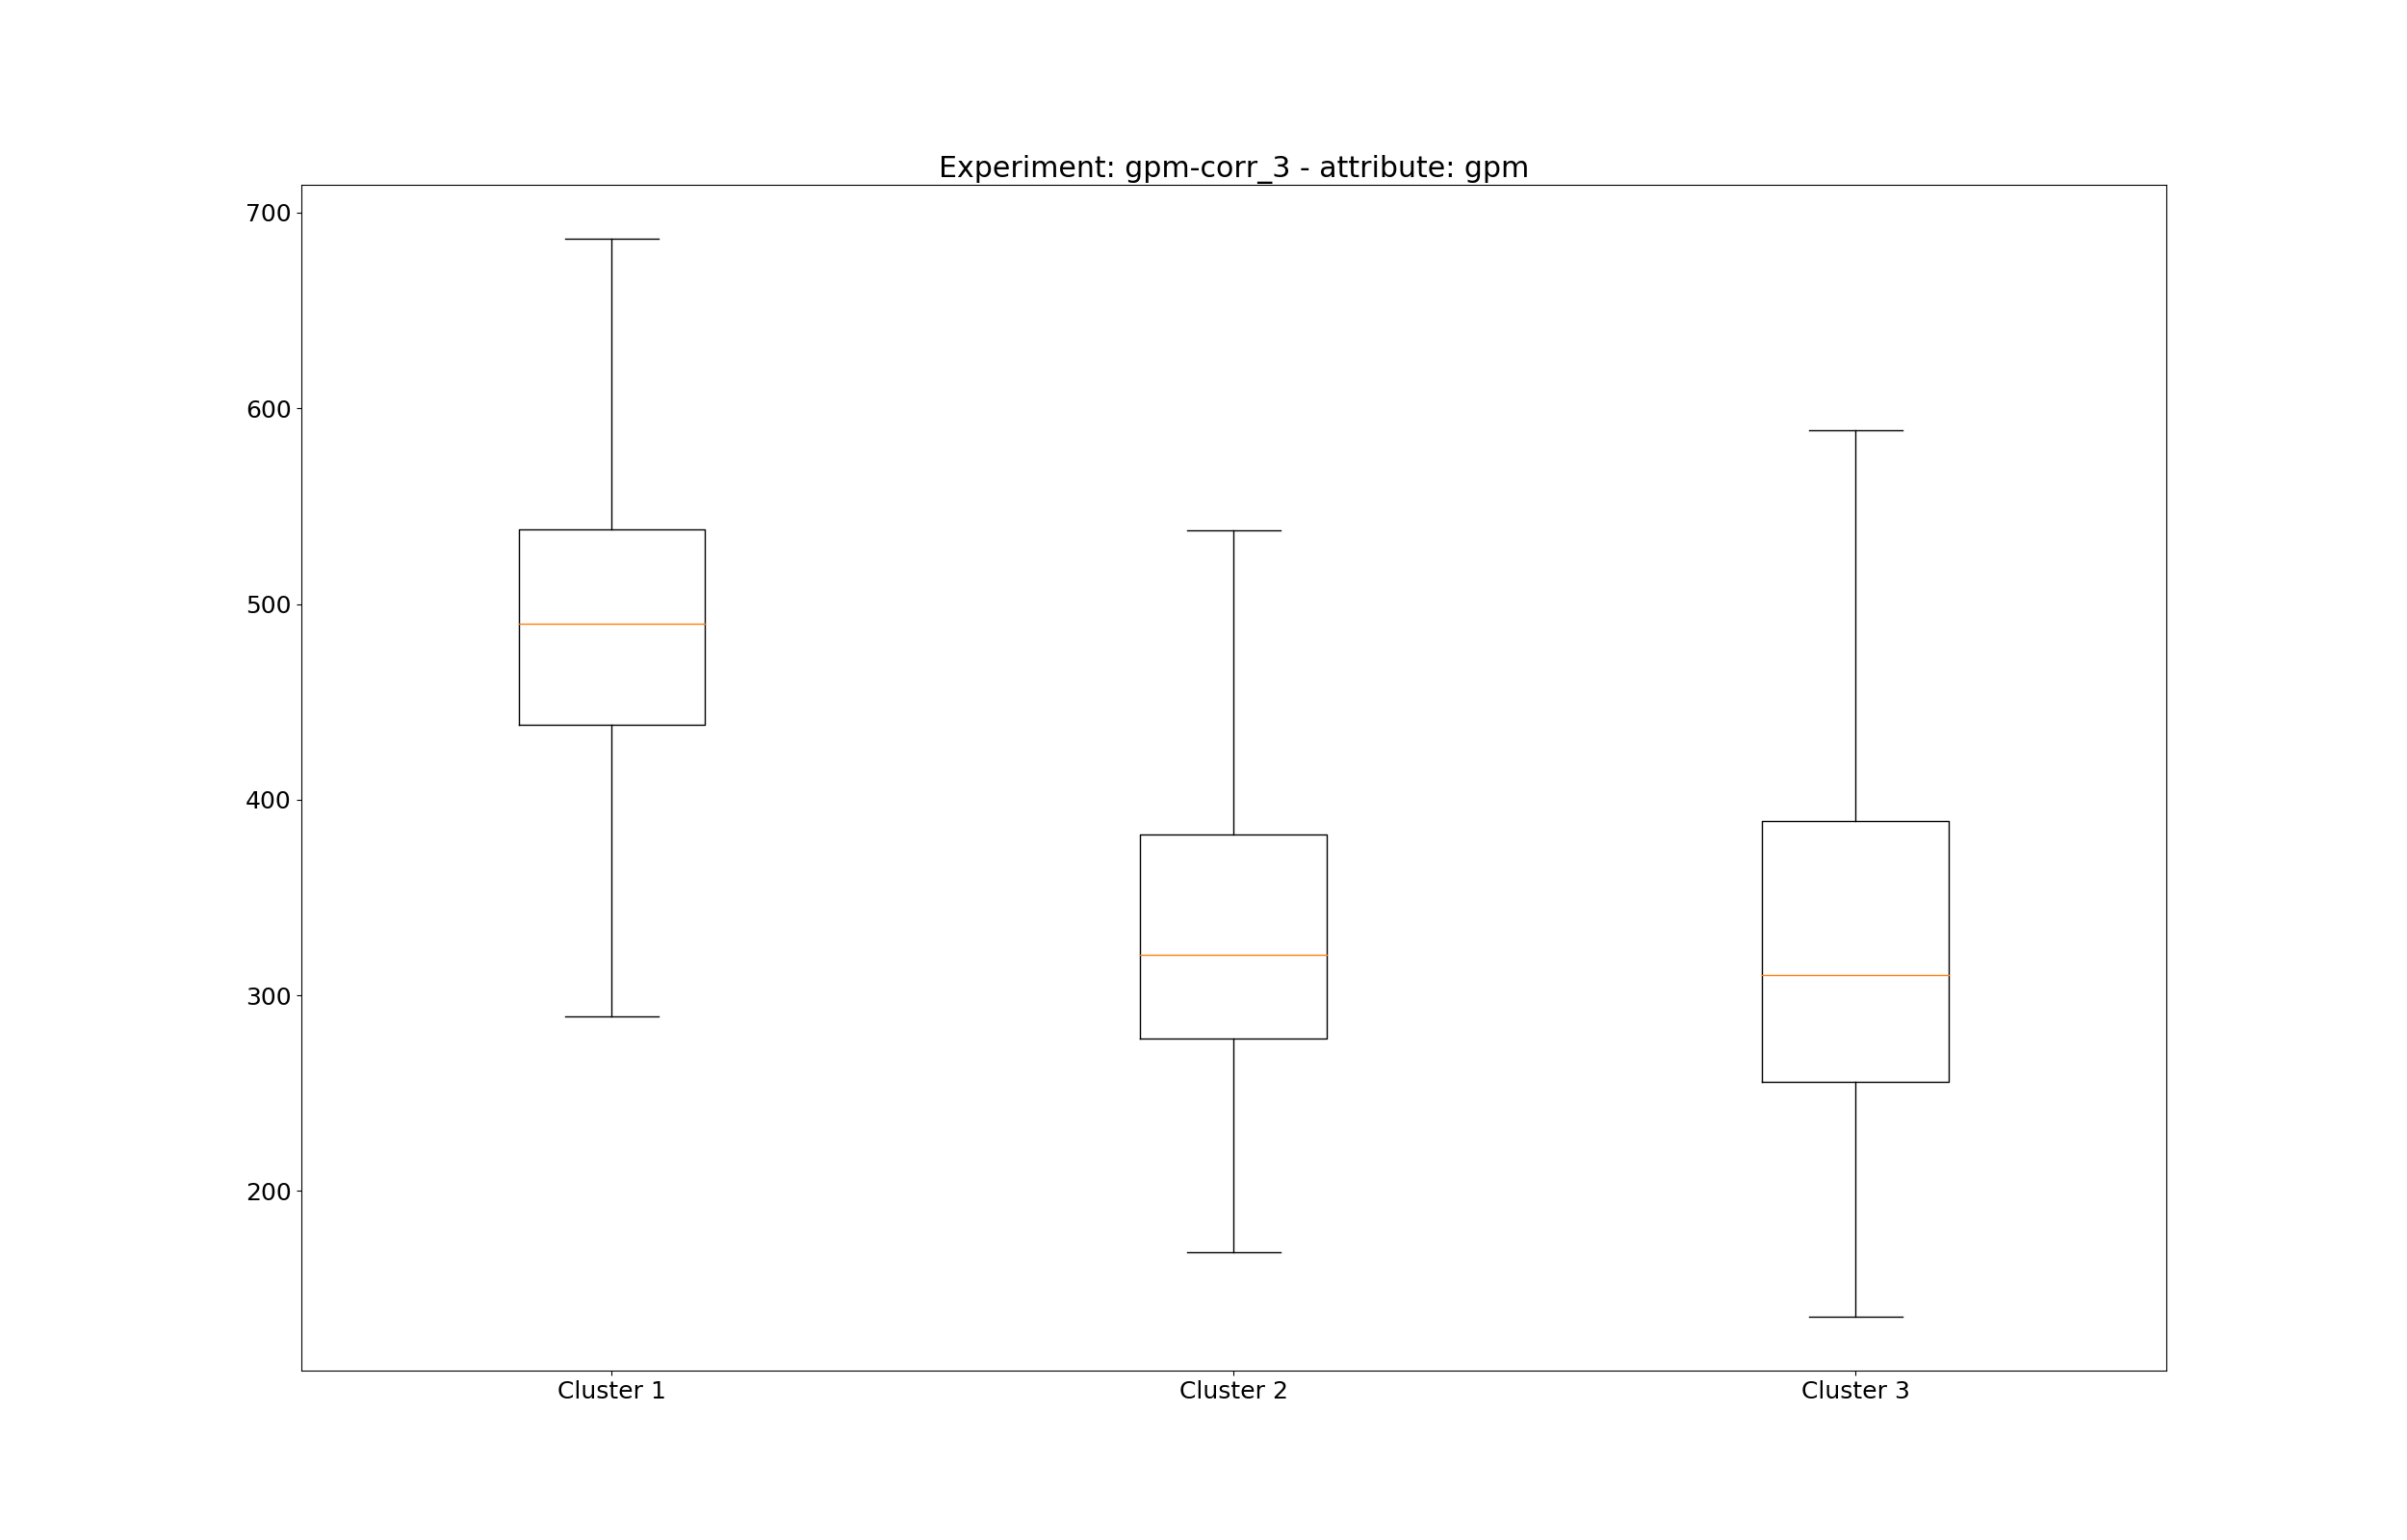 Experiment: gpm-corr_3 - attribute: gpm
700
600
500
400
300
200
Cluster 1
Cluster 2
Cluster 3